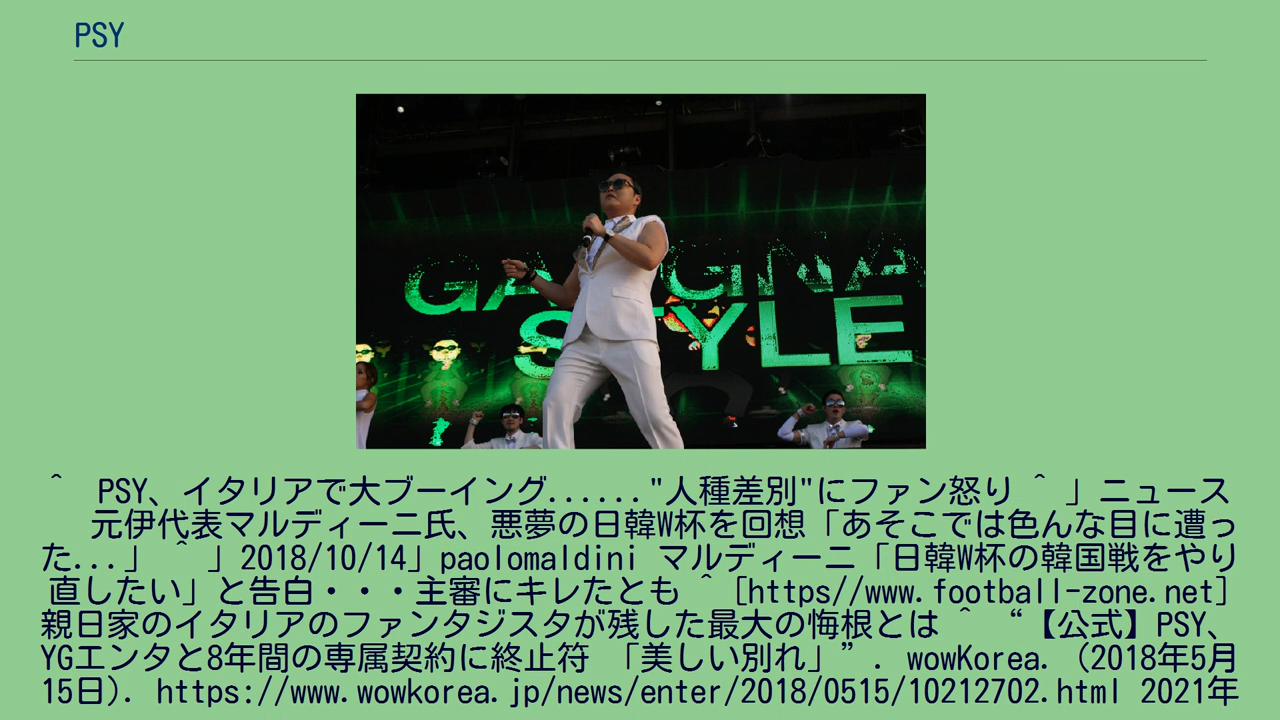 PSY
GANGNA
STYLE
^ PSY、イタリアで大ブーイング......"人種差別"にファン怒り ^ 」ニュース
元伊代表マルディーニ氏、悪夢の日韓W杯を回想「あそこでは色んな目に遭っ
た...」 ^ 」2018/10/14」paolomaldini マルディーニ「日韓W杯の韓国戦をやり
直したい」と告白・・・主審にキレたとも ^ [https//www.football-zone.net]
親日家のイタリアのファンタジスタが残した最大の悔根とは ^ “【公式】PSY、
YGエンタと8年間の専属契約に終止符 「美しい別れ」”. wowKorea. (2018年5月
15日). https://www.wowkorea.jp/news/enter/2018/0515/10212702.html 2021年